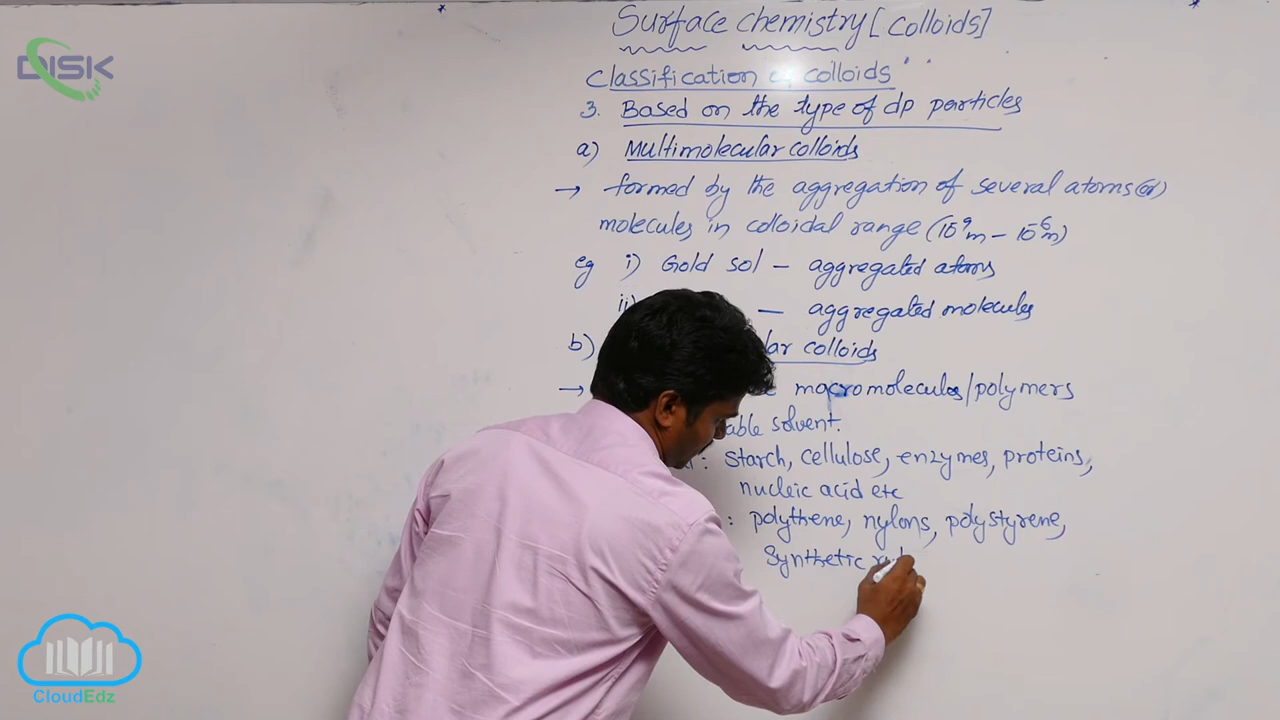 DISK
Surface chemistry [colloids]
Classification of colloids
3. Based on the type of dp particles
a) Multimolecular colloids
→ formed by the aggregation of several atoms (or)
molecules in colloidal range (10⁻⁹m - 10⁻⁶m)
eg i) Gold sol - aggregated atoms
ii) — aggregated molecules
b) lar colloids
→ macromolecules/polymers
able solvent.
: Starch, cellulose, enzymes, proteins,
nucleic acid etc
: polythene, nylons, polystyrene,
Synthetic
CloudEdz